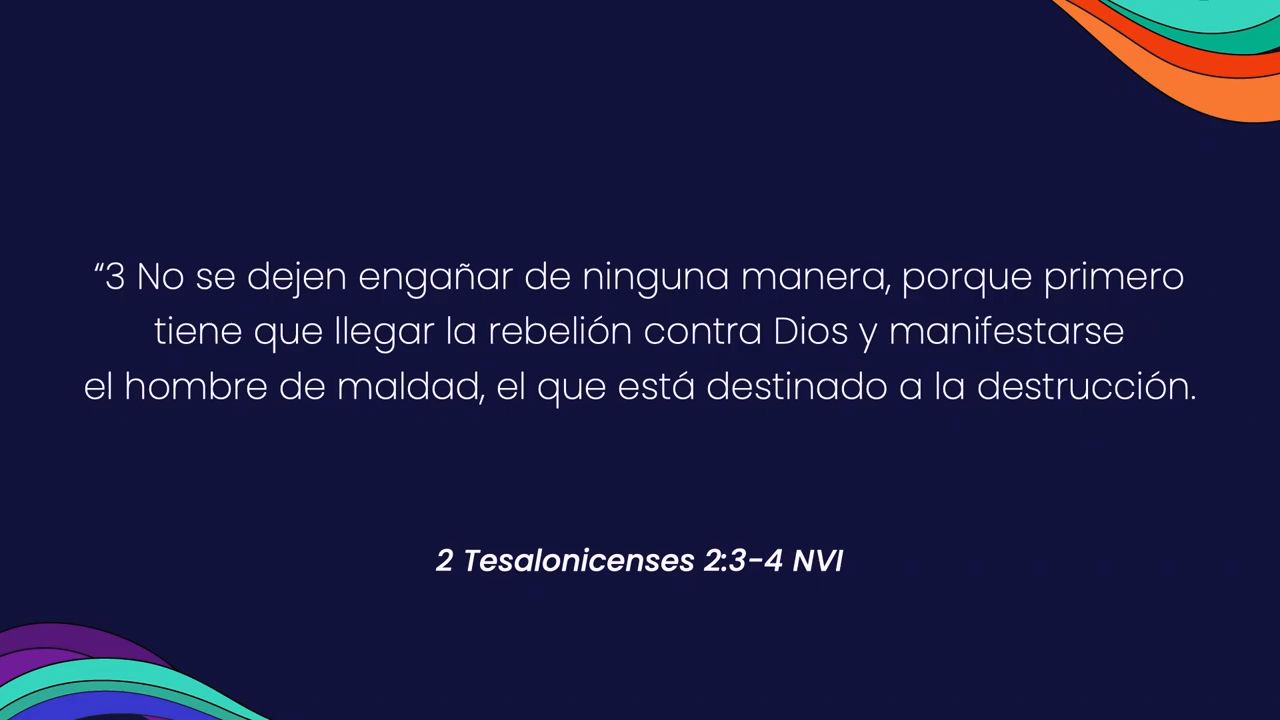 “3 No se dejen engañar de ninguna manera, porque primero
tiene que llegar la rebelión contra Dios y manifestarse
el hombre de maldad, el que está destinado a la destrucción.
2 Tesalonicenses 2:3-4 NVI